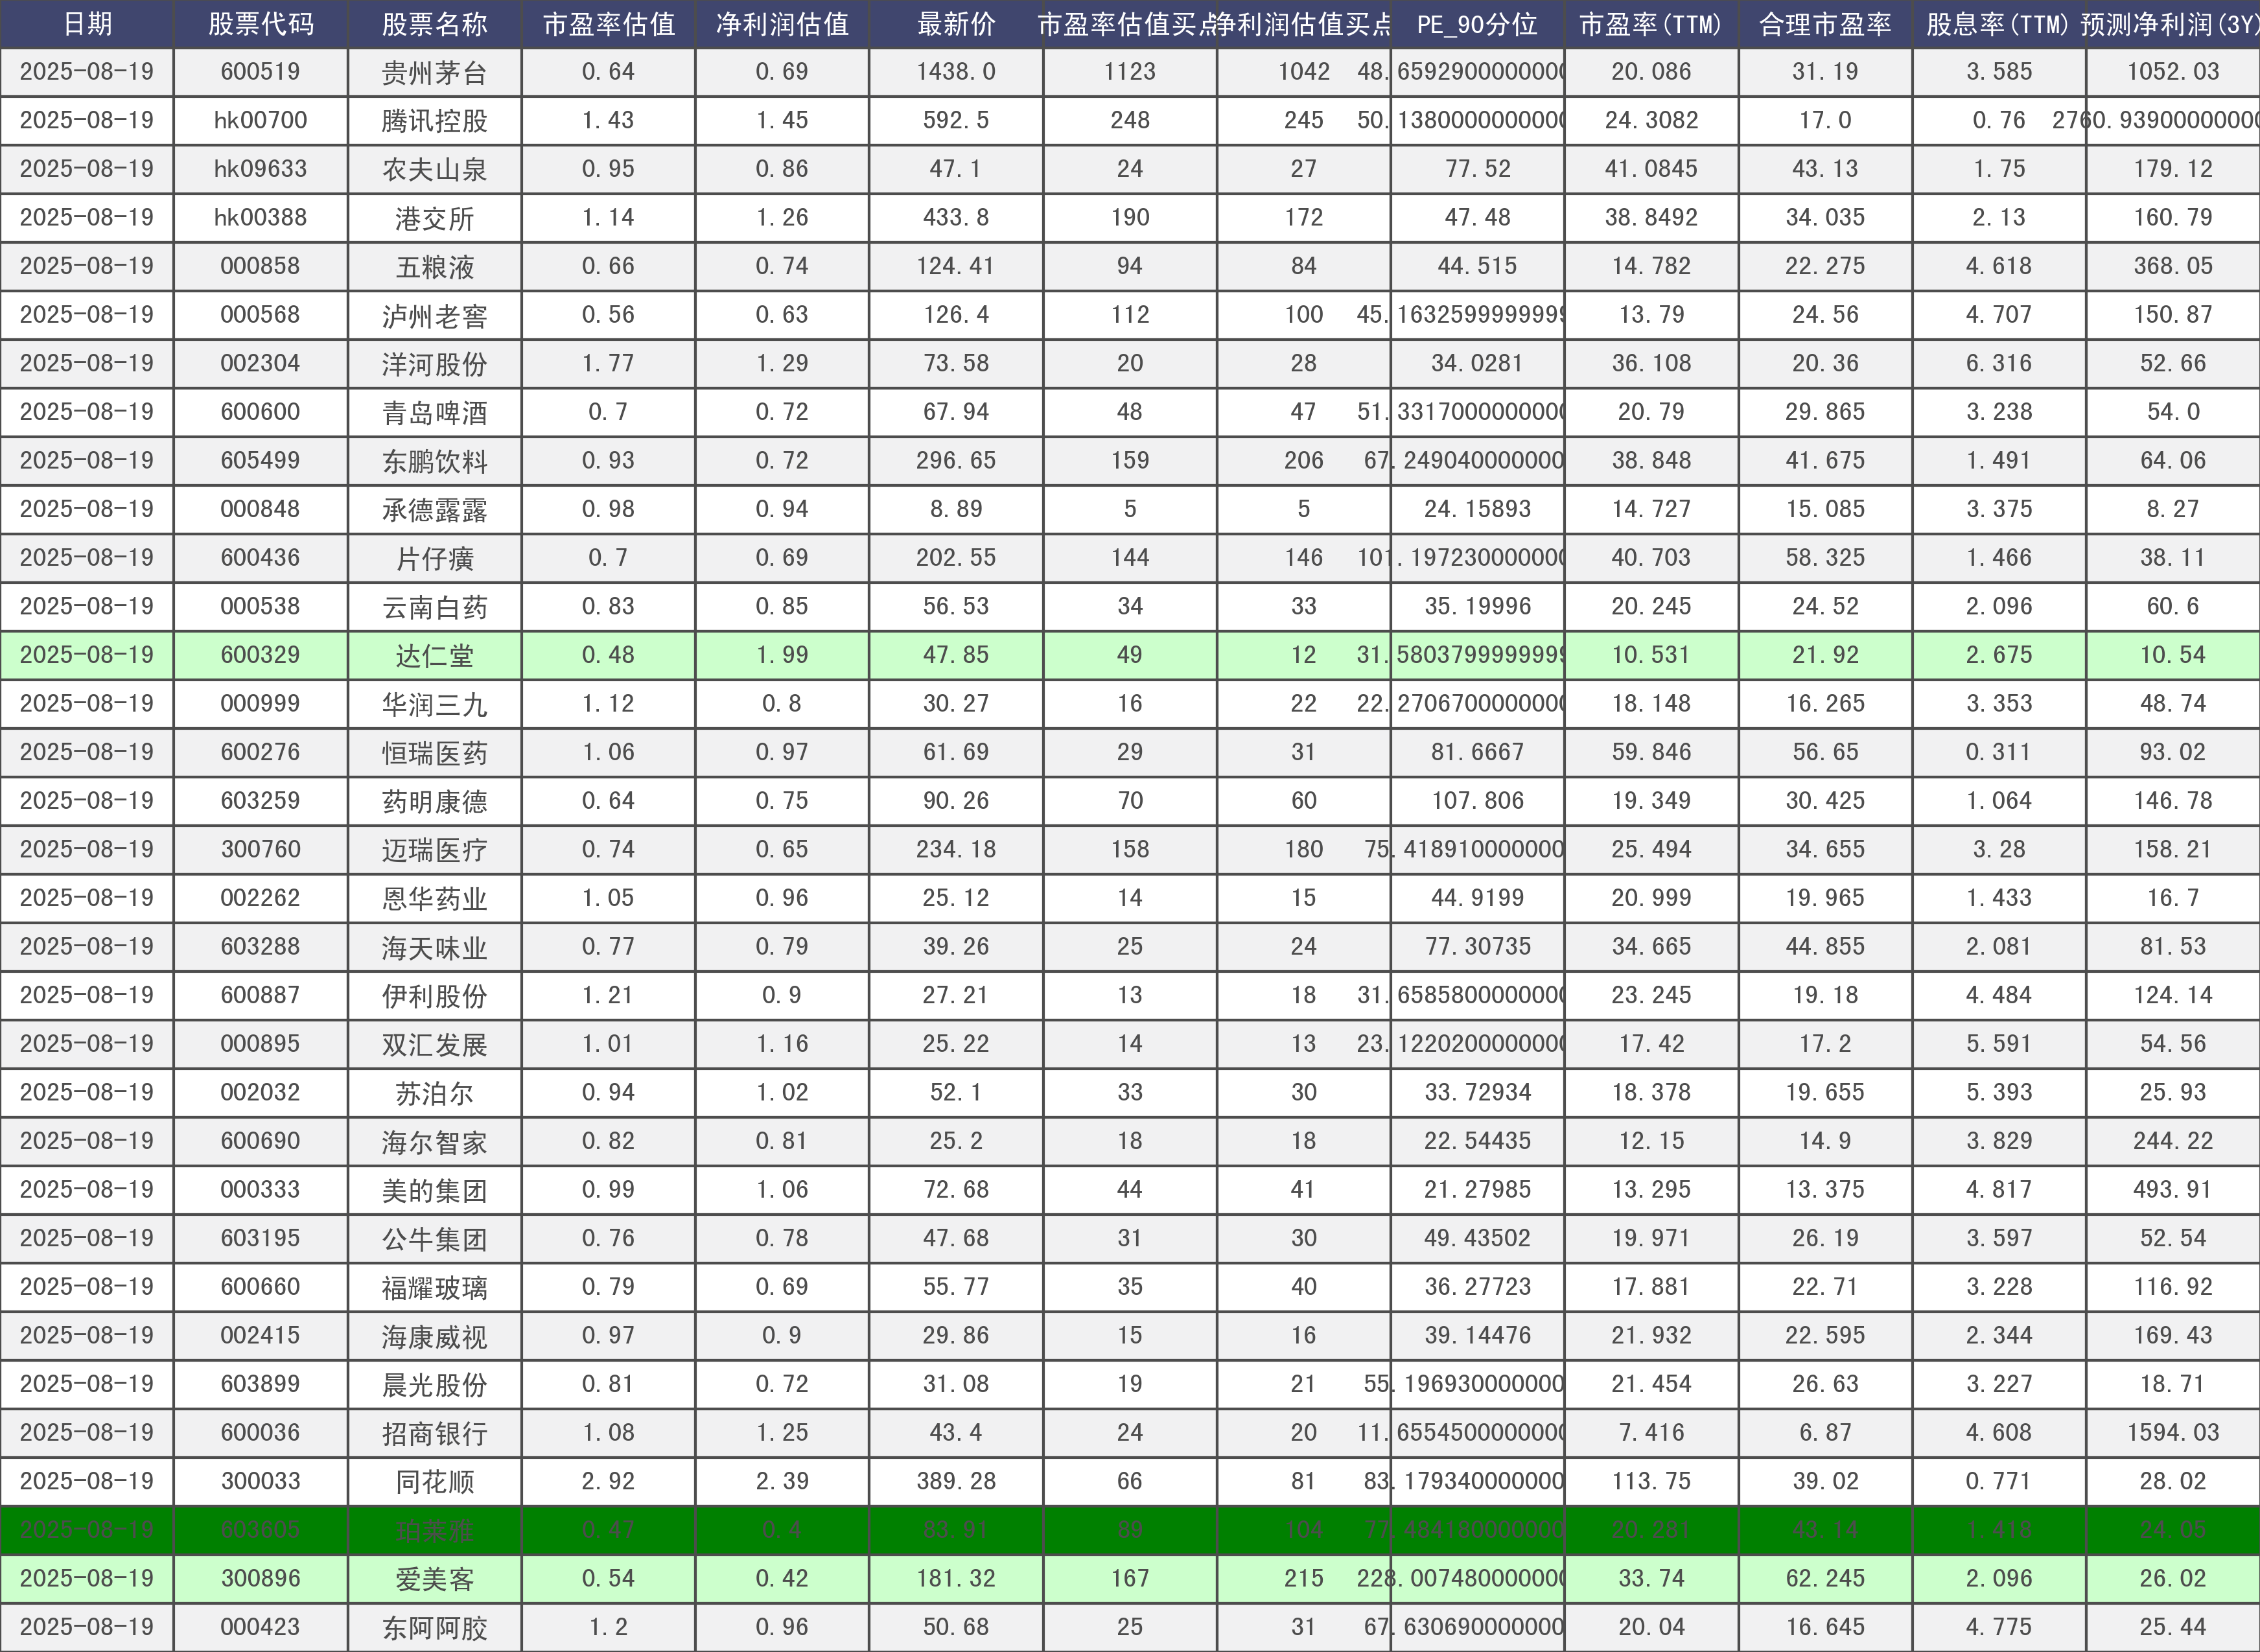 日期 股票代码 股票名称 市盈率估值 净利润估值 最新价 市盈率估值买点 净利润估值买点 PE_90分位 市盈率(TTM) 合理市盈率 股息率(TTM) 预测净利润(3Y)
2025-08-19 600519 贵州茅台 0.64 0.69 1438.0 1123 1042 48.6592900000000 20.086 31.19 3.585 1052.03
2025-08-19 hk00700 腾讯控股 1.43 1.45 592.5 248 245 50.1380000000000 24.3082 17.0 0.76 2760.93900000000
2025-08-19 hk09633 农夫山泉 0.95 0.86 47.1 24 27 77.52 41.0845 43.13 1.75 179.12
2025-08-19 hk00388 港交所 1.14 1.26 433.8 190 172 47.48 38.8492 34.035 2.13 160.79
2025-08-19 000858 五粮液 0.66 0.74 124.41 94 84 44.515 14.782 22.275 4.618 368.05
2025-08-19 000568 泸州老窖 0.56 0.63 126.4 112 100 45.1632599999999 13.79 24.56 4.707 150.87
2025-08-19 002304 洋河股份 1.77 1.29 73.58 20 28 34.0281 36.108 20.36 6.316 52.66
2025-08-19 600600 青岛啤酒 0.7 0.72 67.94 48 47 51.3317000000000 20.79 29.865 3.238 54.0
2025-08-19 605499 东鹏饮料 0.93 0.72 296.65 159 206 67.249040000000 38.848 41.675 1.491 64.06
2025-08-19 000848 承德露露 0.98 0.94 8.89 5 5 24.15893 14.727 15.085 3.375 8.27
2025-08-19 600436 片仔癀 0.7 0.69 202.55 144 146 101.197230000000 40.703 58.325 1.466 38.11
2025-08-19 000538 云南白药 0.83 0.85 56.53 34 33 35.19996 20.245 24.52 2.096 60.6
2025-08-19 600329 达仁堂 0.48 1.99 47.85 49 12 31.5803799999999 10.531 21.92 2.675 10.54
2025-08-19 000999 华润三九 1.12 0.8 30.27 16 22 22.2706700000000 18.148 16.265 3.353 48.74
2025-08-19 600276 恒瑞医药 1.06 0.97 61.69 29 31 81.6667 59.846 56.65 0.311 93.02
2025-08-19 603259 药明康德 0.64 0.75 90.26 70 60 107.806 19.349 30.425 1.064 146.78
2025-08-19 300760 迈瑞医疗 0.74 0.65 234.18 158 180 75.418910000000 25.494 34.655 3.28 158.21
2025-08-19 002262 恩华药业 1.05 0.96 25.12 14 15 44.9199 20.999 19.965 1.433 16.7
2025-08-19 603288 海天味业 0.77 0.79 39.26 25 24 77.30735 34.665 44.855 2.081 81.53
2025-08-19 600887 伊利股份 1.21 0.9 27.21 13 18 31.6585800000000 23.245 19.18 4.484 124.14
2025-08-19 000895 双汇发展 1.01 1.16 25.22 14 13 23.1220200000000 17.42 17.2 5.591 54.56
2025-08-19 002032 苏泊尔 0.94 1.02 52.1 33 30 33.72934 18.378 19.655 5.393 25.93
2025-08-19 600690 海尔智家 0.82 0.81 25.2 18 18 22.54435 12.15 14.9 3.829 244.22
2025-08-19 000333 美的集团 0.99 1.06 72.68 44 41 21.27985 13.295 13.375 4.817 493.91
2025-08-19 603195 公牛集团 0.76 0.78 47.68 31 30 49.43502 19.971 26.19 3.597 52.54
2025-08-19 600660 福耀玻璃 0.79 0.69 55.77 35 40 36.27723 17.881 22.71 3.228 116.92
2025-08-19 002415 海康威视 0.97 0.9 29.86 15 16 39.14476 21.932 22.595 2.344 169.43
2025-08-19 603899 晨光股份 0.81 0.72 31.08 19 21 55.196930000000 21.454 26.63 3.227 18.71
2025-08-19 600036 招商银行 1.08 1.25 43.4 24 20 11.6554500000000 7.416 6.87 4.608 1594.03
2025-08-19 300033 同花顺 2.92 2.39 389.28 66 81 83.179340000000 113.75 39.02 0.771 28.02
2025-08-19 603605 珀莱雅 0.47 0.4 83.91 89 104 77.484180000000 20.281 43.14 1.418 24.05
2025-08-19 300896 爱美客 0.54 0.42 181.32 167 215 228.007480000000 33.74 62.245 2.096 26.02
2025-08-19 000423 东阿阿胶 1.2 0.96 50.68 25 31 67.630690000000 20.04 16.645 4.775 25.44